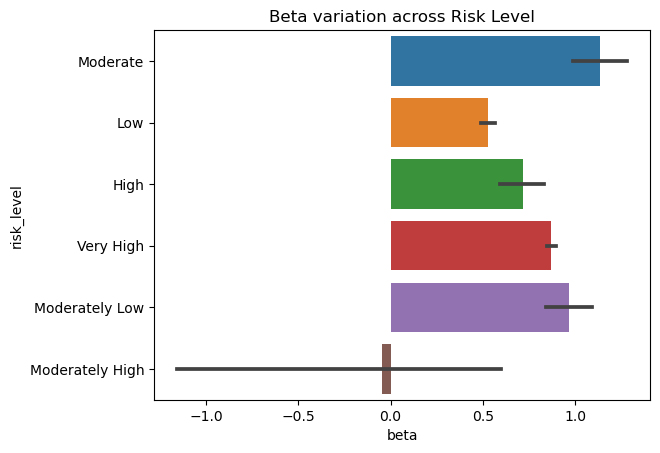 Beta variation across Risk Level
risk_level
Moderate
Low
High
Very High
Moderately Low
Moderately High
−1.0
−0.5
0.0
0.5
1.0
beta